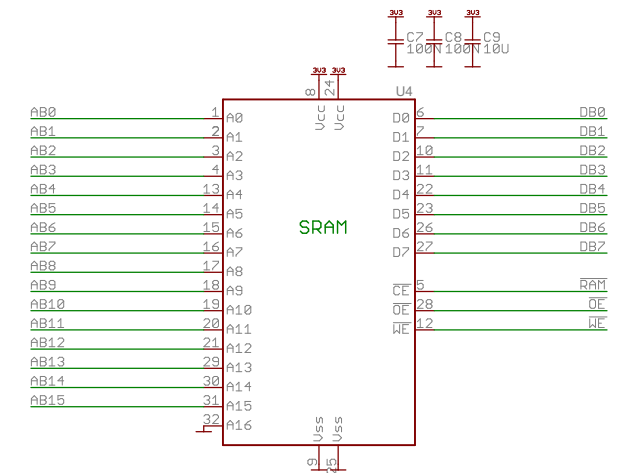 3V3 3V3 3V3
C7 C8 C9
100N 100N 10U
3V3 3V3
8 24 U4
Vcc Vcc
AB0 1 A0 D0 6 DB0
AB1 2 A1 D1 7 DB1
AB2 3 A2 D2 10 DB2
AB3 4 A3 D3 11 DB3
AB4 13 A4 D4 22 DB4
AB5 14 A5 D5 23 DB5
AB6 15 A6 SRAM D6 26 DB6
AB7 16 A7 D7 27 DB7
AB8 17 A8
AB9 18 A9 CE 5 RAM
AB10 19 A10 OE 28 OE
AB11 20 A11 WE 12 WE
AB12 21 A12
AB13 29 A13
AB14 30 A14
AB15 31 A15
32 A16
Vss Vss
9 25